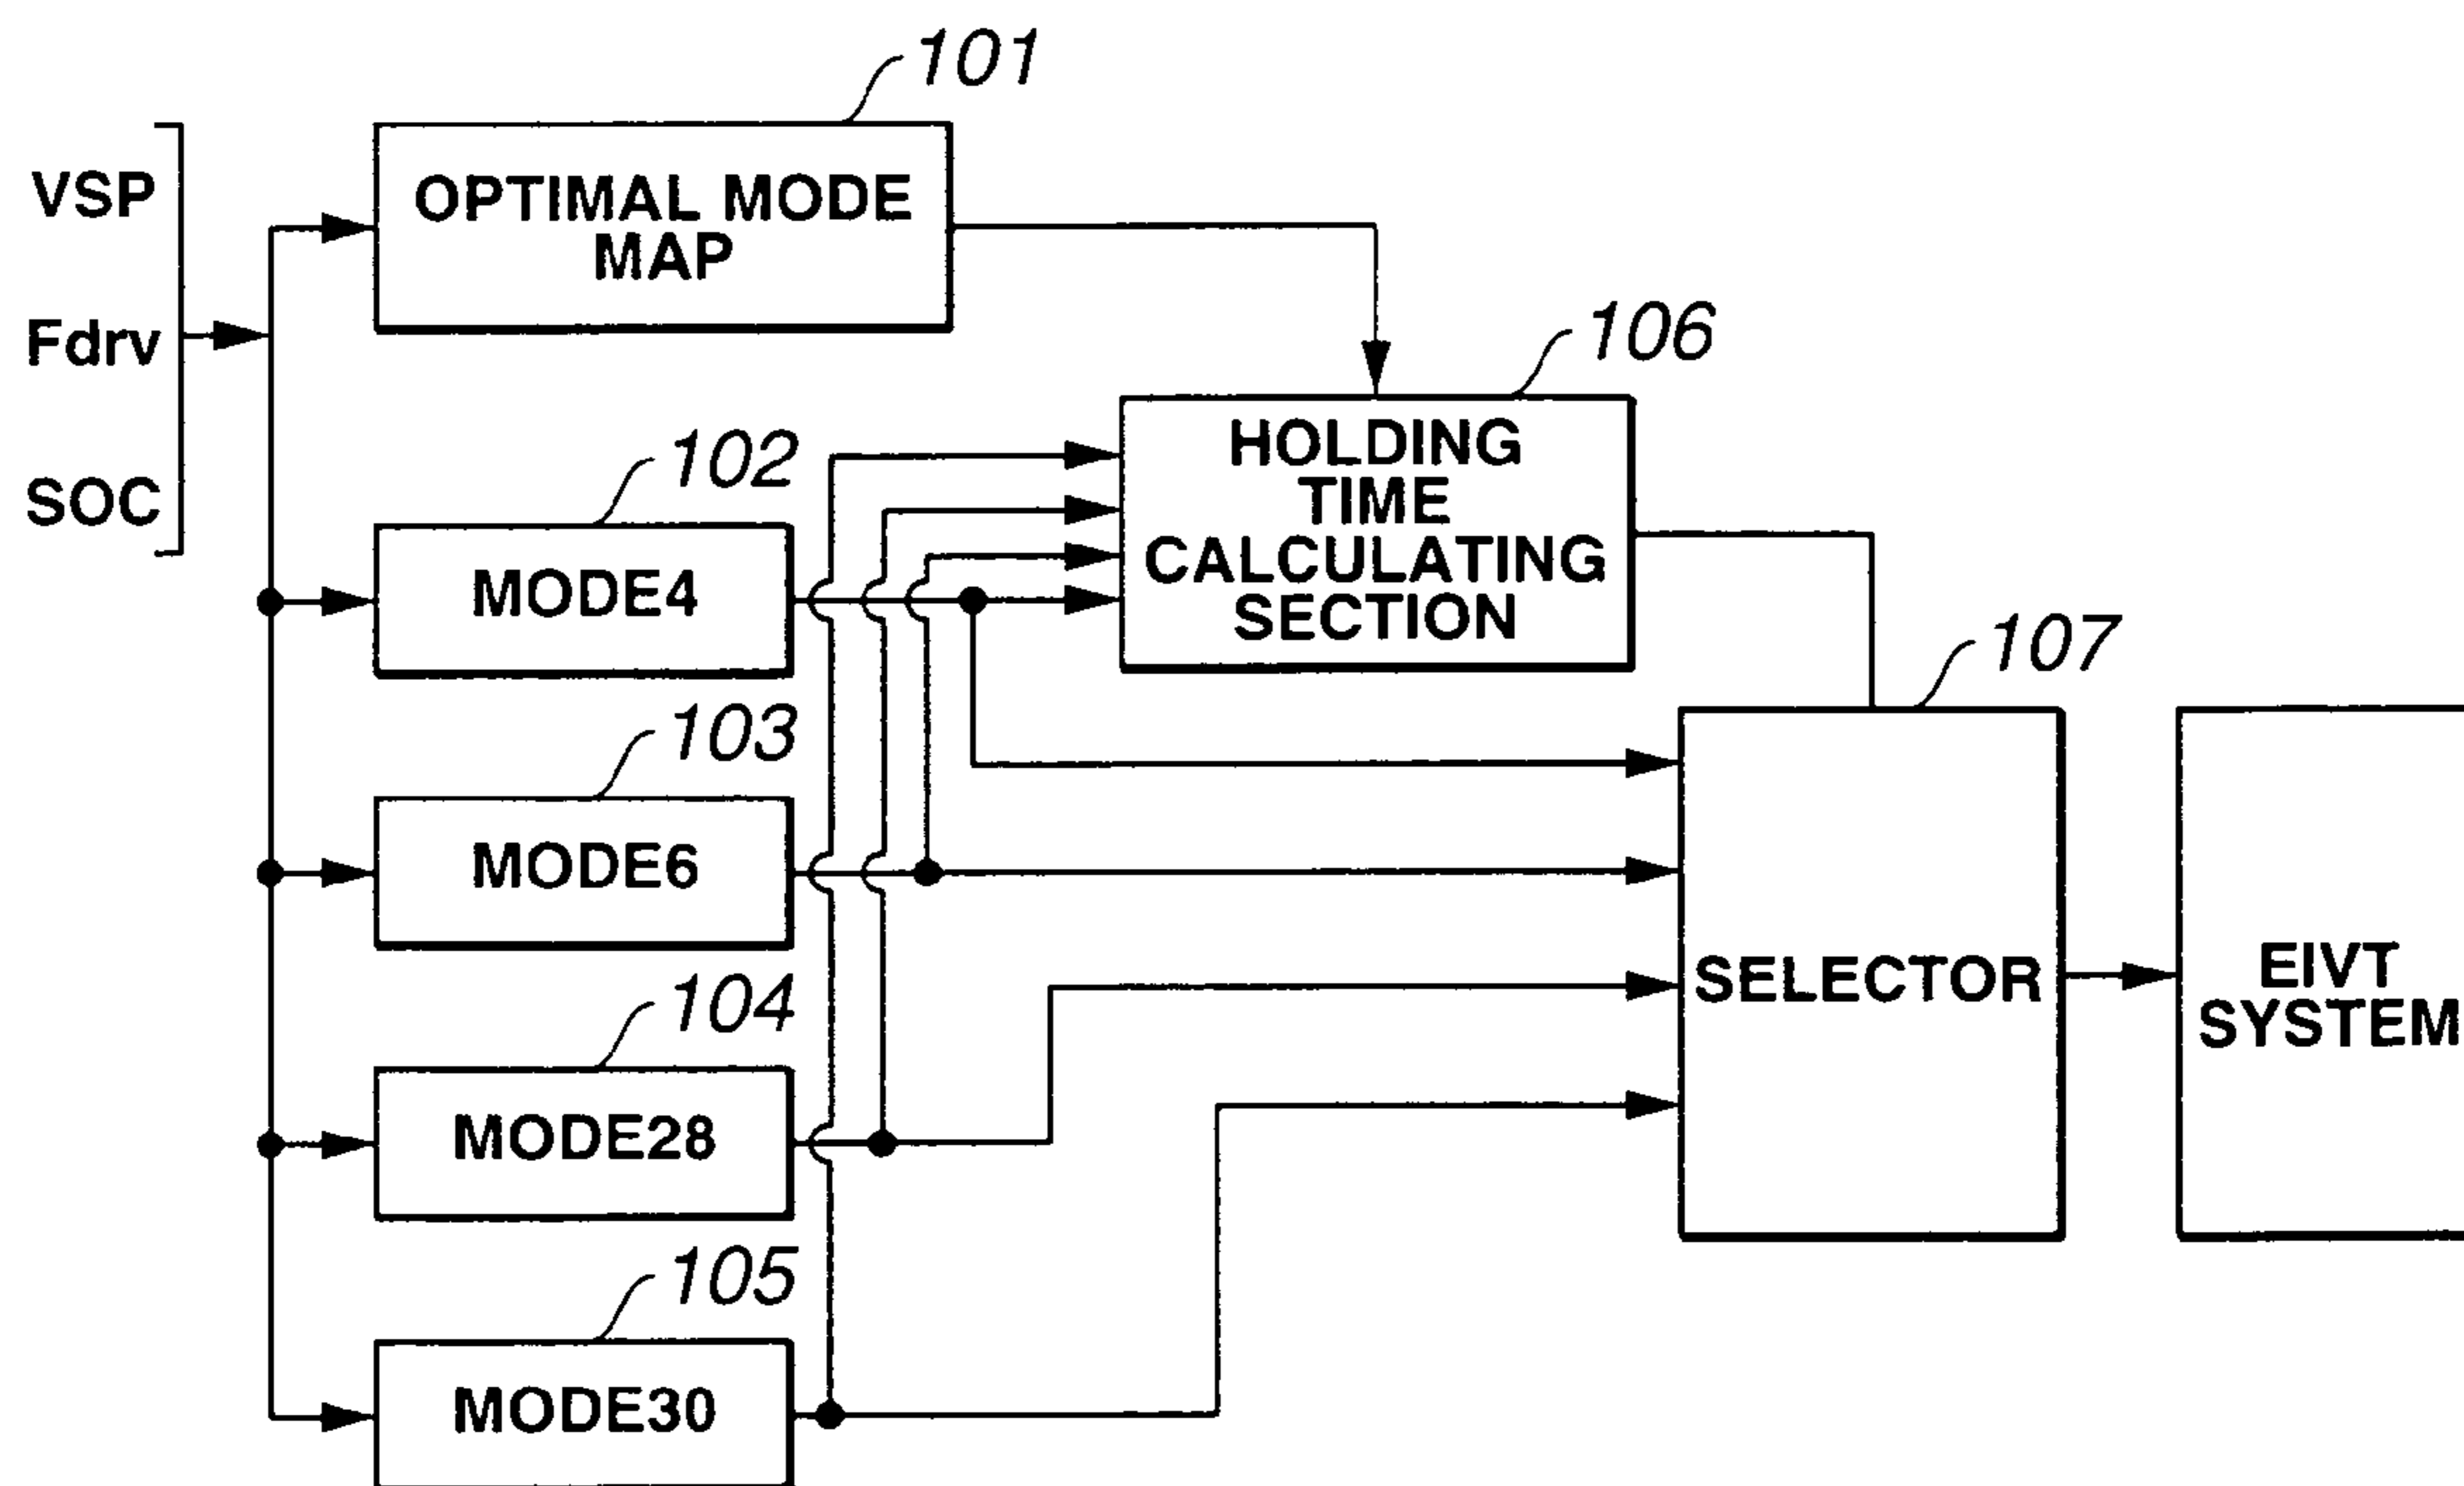 101
VSP
OPTIMAL MODE
MAP
Fdrv
106
SOC
102
HOLDING
TIME
CALCULATING
SECTION
MODE4
107
103
MODE6
SELECTOR
EIVT
SYSTEM
104
MODE28
105
MODE30